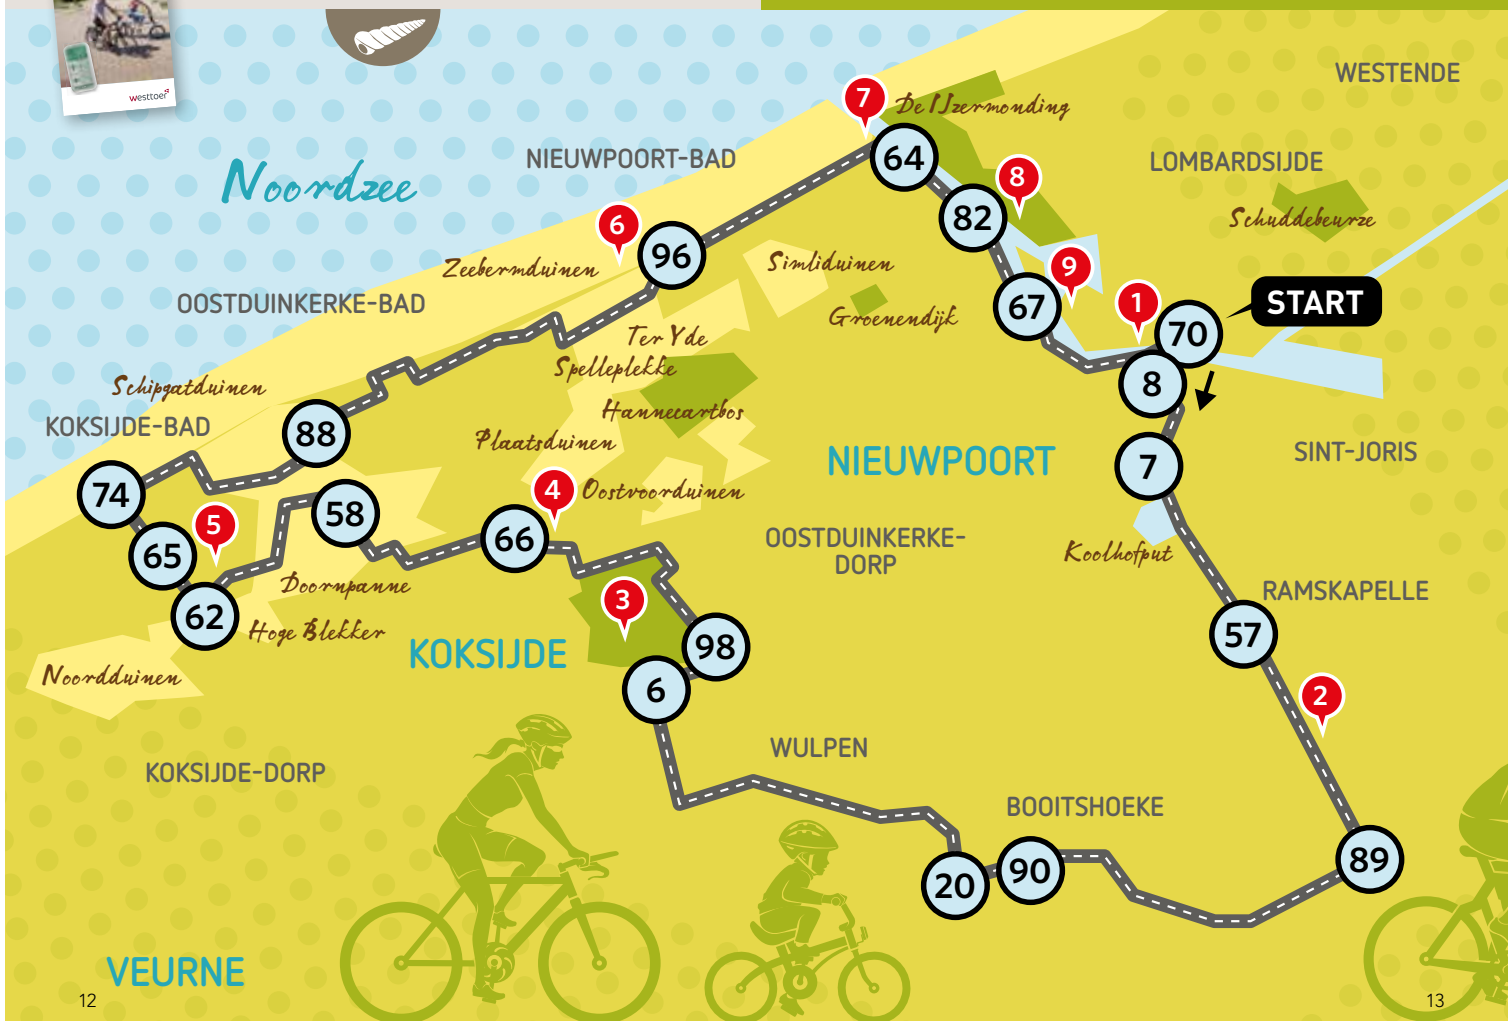 westtoer
WESTENDE
7
De IJzermonding
NIEUWPOORT-BAD
64
LOMBARDSIJDE
Noordzee
8
82
Schuddebeurze
6
96
Zeebermduinen
Simliduinen
9
OOSTDUINKERKE-BAD
67
1
70
START
Groenendijk
Ter Yde
Spelleplekke
Schipgatduinen
8
Hannecartbos
KOKSIJDE-BAD
88
Plaatsduinen
NIEUWPOORT
7
SINT-JORIS
74
4
Oostvoorduinen
5
58
66
65
OOSTDUINKERKE-
DORP
Koolhofput
Doornpanne
RAMSKAPELLE
62
3
Hoge Blekker
57
KOKSIJDE
98
Noordduinen
6
2
WULPEN
KOKSIJDE-DORP
BOOITSHOEKE
89
20
90
VEURNE
12
13